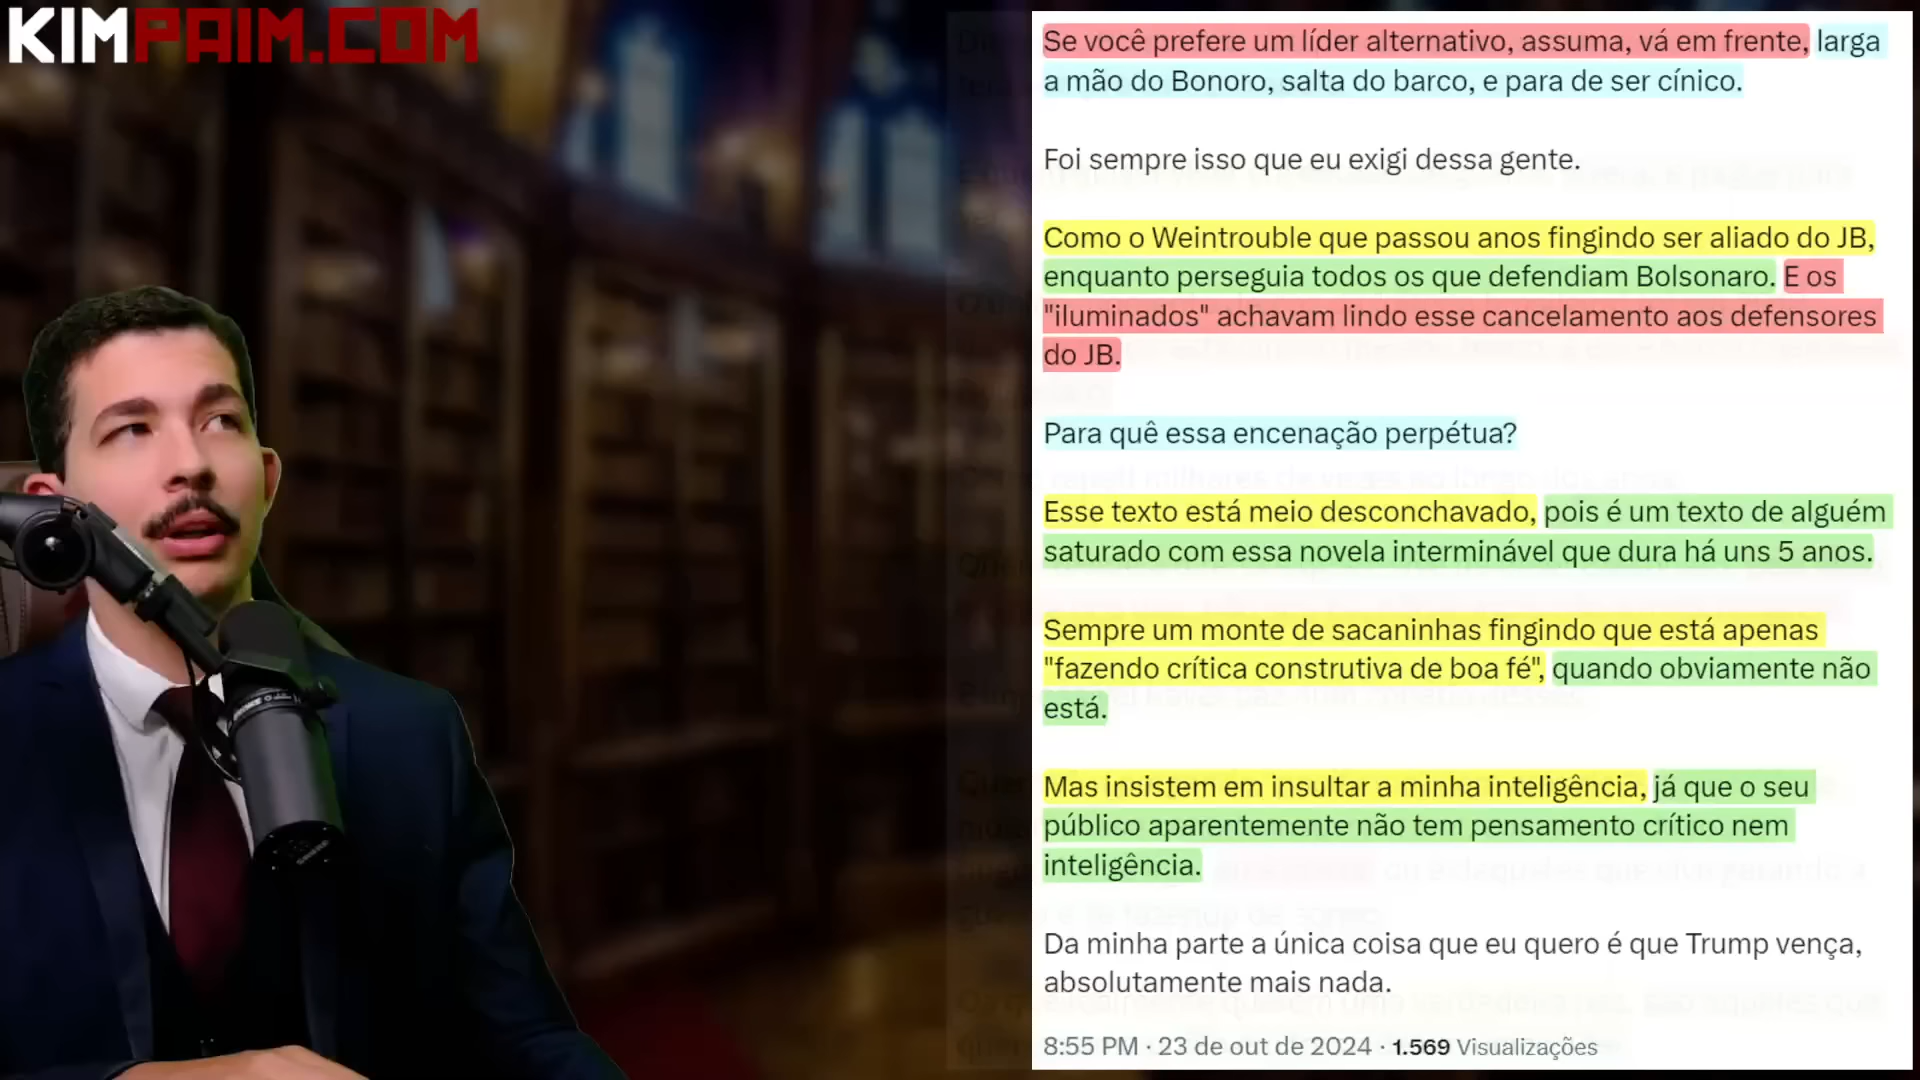 KIMPAIM.COM
Se você prefere um líder alternativo, assuma, vá em frente, larga
a mão do Bonoro, salta do barco, e para de ser cínico.
Foi sempre isso que eu exigi dessa gente.
Como o Weintrouble que passou anos fingindo ser aliado do JB,
enquanto perseguia todos os que defendiam Bolsonaro. E os
"iluminados" achavam lindo esse cancelamento aos defensores
do JB.
Para quê essa encenação perpétua?
Esse texto está meio desconchavado, pois é um texto de alguém
saturado com essa novela interminável que dura há uns 5 anos.
Sempre um monte de sacaninhas fingindo que está apenas
"fazendo crítica construtiva de boa fé", quando obviamente não
está.
Mas insistem em insultar a minha inteligência, já que o seu
público aparentemente não tem pensamento crítico nem
inteligência.
Da minha parte a única coisa que eu quero é que Trump vença,
absolutamente mais nada.
8:55 PM · 23 de out de 2024 · 1.569 Visualizações